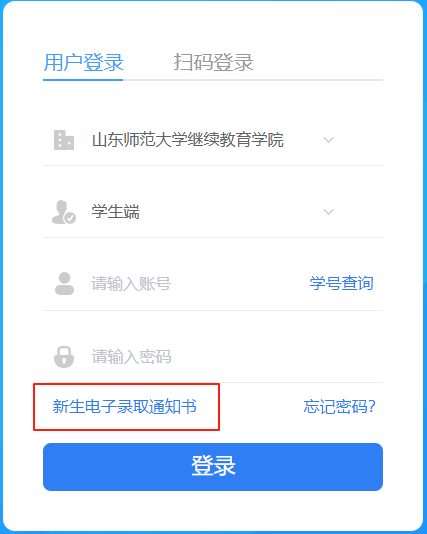 用户登录 扫码登录
山东师范大学继续教育学院
学生端
请输入账号 学号查询
请输入密码
新生电子录取通知书 忘记密码?
登录